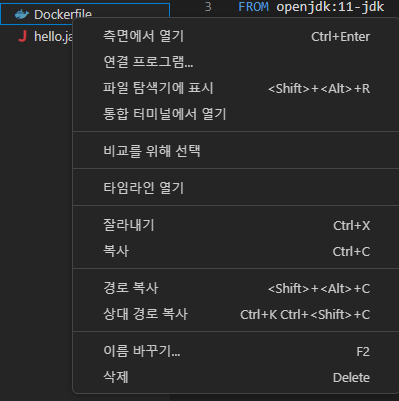 Dockerfile
3 FROM openjdk:11-jdk
hello.ja
측면에서 열기 Ctrl+Enter
연결 프로그램...
파일 탐색기에 표시 <Shift>+<Alt>+R
통합 터미널에서 열기
비교를 위해 선택
타임라인 열기
잘라내기 Ctrl+X
복사 Ctrl+C
경로 복사 <Shift>+<Alt>+C
상대 경로 복사 Ctrl+K Ctrl+<Shift>+C
이름 바꾸기... F2
삭제 Delete